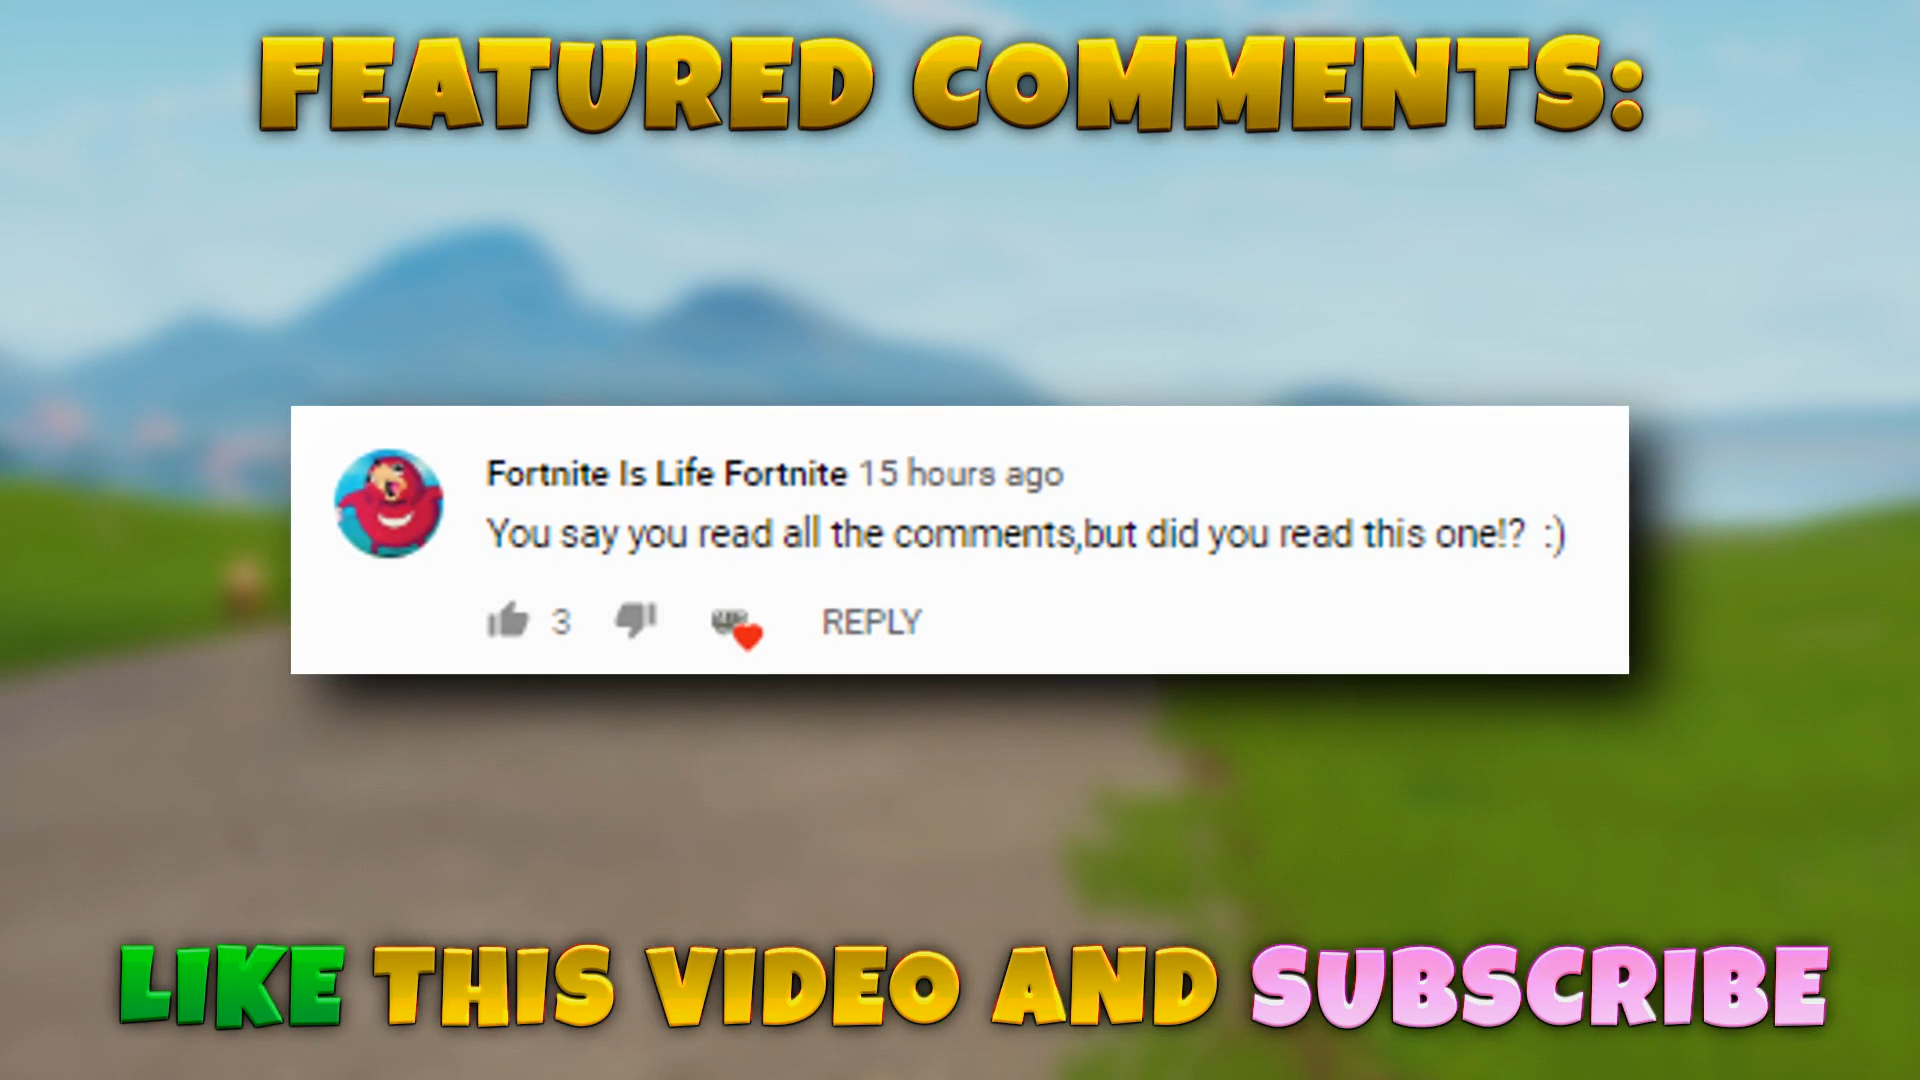 FEATURED COMMENTS:
Fortnite Is Life Fortnite 15 hours ago
You say you read all the comments,but did you read this one!? :)
3 REPLY
LIKE THIS VIDEO AND SUBSCRIBE